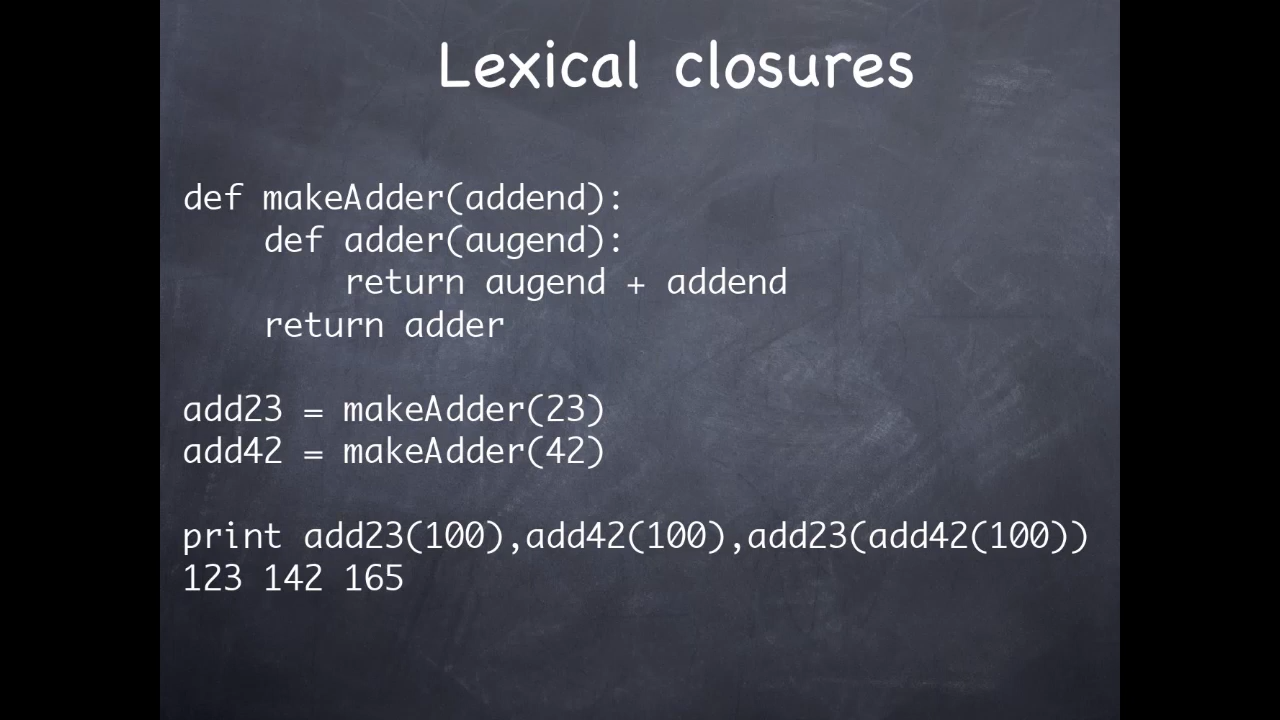 Lexical closures
def makeAdder(addend):
    def adder(augend):
        return augend + addend
    return adder
add23 = makeAdder(23)
add42 = makeAdder(42)
print add23(100),add42(100),add23(add42(100))
123 142 165